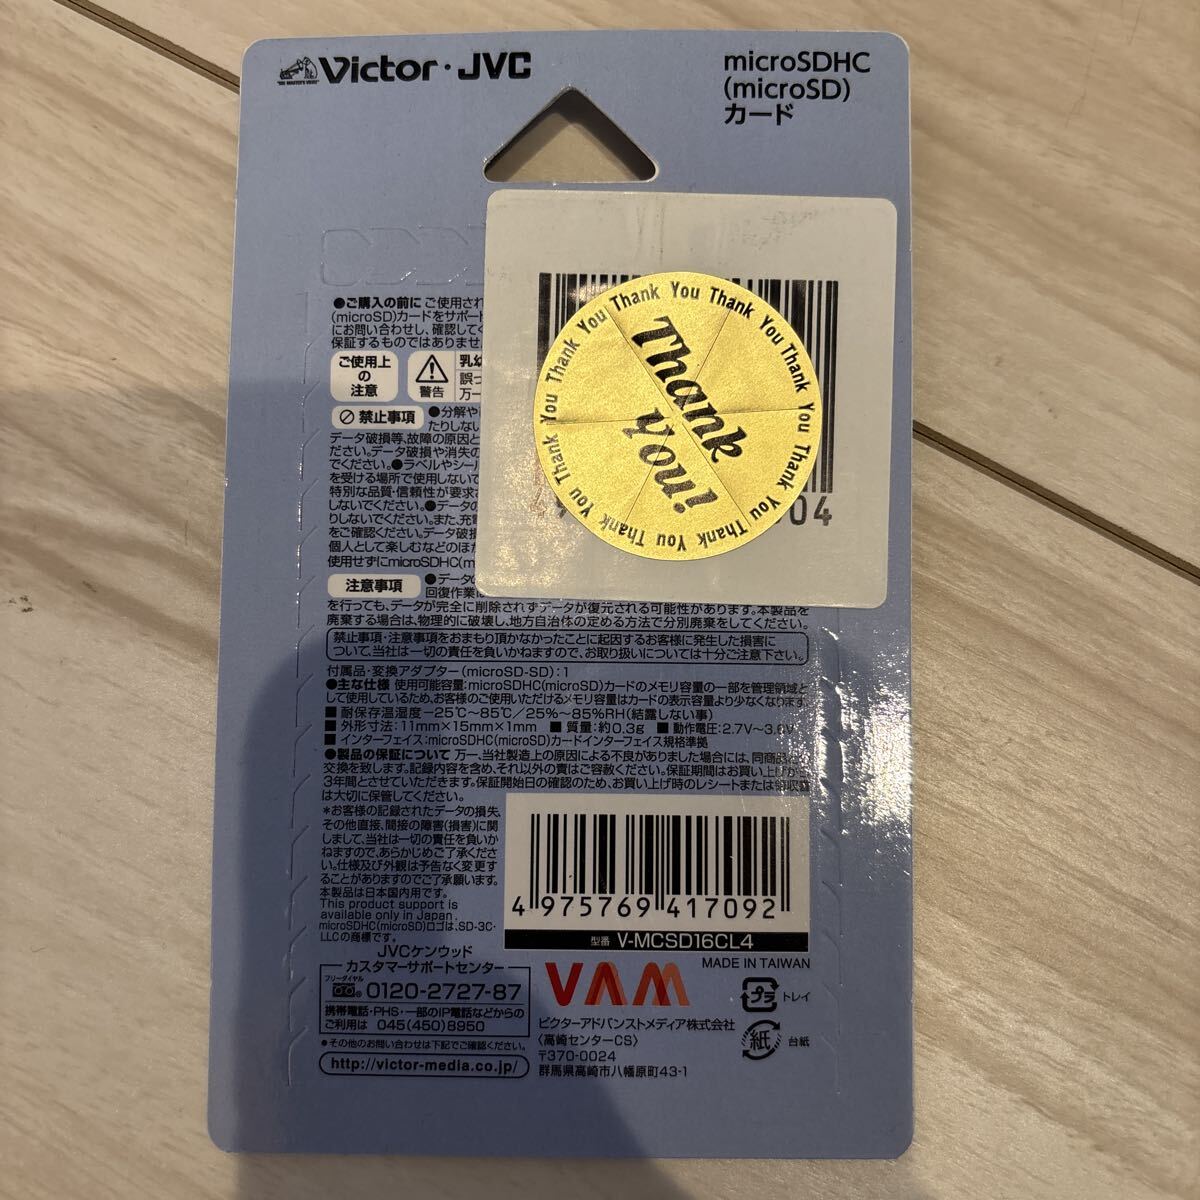 "HIS MASTER'S VOICE"
Victor・JVC
microSDHC
(microSD)
カード
Thank You Thank You Thank You Thank You Thank You Thank You Thank You
Thank
You!
04
●ご購入の前に ご使用され
(microSD)カードをサポート
にお問い合わせし、確認して
保証するものではありませ
ご使用上
の
注意
警告
乳幼
誤っ
万一
禁止事項
●分解や
たりしない
データ破損等、故障の原因と
ださい。データ破損や消失の
でください。●ラベルやシール
を受ける場所で使用しないで
特別な品質・信頼性が要求
しないでください。●データの
りしないでください。また、充電
をご確認ください。データ破損
個人として楽しむなどのほか
使用せずにmicroSDHC(m
注意事項
●データの
回復作業
を行っても、データが完全に削除されずデータが復元される可能性があります。本製品を
廃棄する場合は、物理的に破壊し、地方自治体の定める方法で分別廃棄をしてください。
禁止事項・注意事項をおまもり頂かなかったことに起因するお客様に発生した損害に
ついて、当社は一切の責任を負いかねますので、お取り扱いについては十分ご注意下さい。
付属品・変換アダプター(microSD-SD):1
●主な仕様 使用可能容量:microSDHC(microSD)カードのメモリ容量の一部を管理領域と
して使用しているため、お客様のご使用いただけるメモリ容量はカードの表示容量より少なくなります。
■ 耐保存温湿度−25℃〜85℃/25%〜85%RH(結露しない事)
■ 外形寸法:11mm×15mm×1mm ■ 質量:約0.3g ■ 動作電圧:2.7V〜3.6V
■ インターフェイス:microSDHC(microSD)カードインターフェイス規格準拠
●製品の保証について 万一、当社製造上の原因による不良がありました場合には、同商品と
交換を致します。記録内容を含め、それ以外の責はご容赦ください。保証期間はお買い上げから
3年間とさせていただきます。保証開始日の確認のため、お買い上げ時のレシートまたは領収証
は大切に保管してください。
*お客様の記録されたデータの損失、
その他直接、間接の障害(損害)に関
しまして、当社は一切の責任を負いか
ねますので、あらかじめご了承くださ
い。仕様及び外観は予告なく変更す
ることがありますのでご了承願います。
本製品は日本国内用です。
This product support is
available only in Japan.
microSDHC(microSD)ロゴは、SD-3C・
LLCの商標です。
4 975769 417092
型番 V-MCSD16CL4
MADE IN TAIWAN
JVCケンウッド
カスタマーサポートセンター
フリーダイヤル
0120-2727-87
携帯電話・PHS・一部のIP電話などからの
ご利用は 045(450)8950
●その他のお問い合わせは下記でご確認ください。
http://victor-media.co.jp/
VAM
ビクターアドバンストメディア株式会社
〈高崎センターCS〉
〒370-0024
群馬県高崎市八幡原町43-1
プラ トレイ
紙 台紙